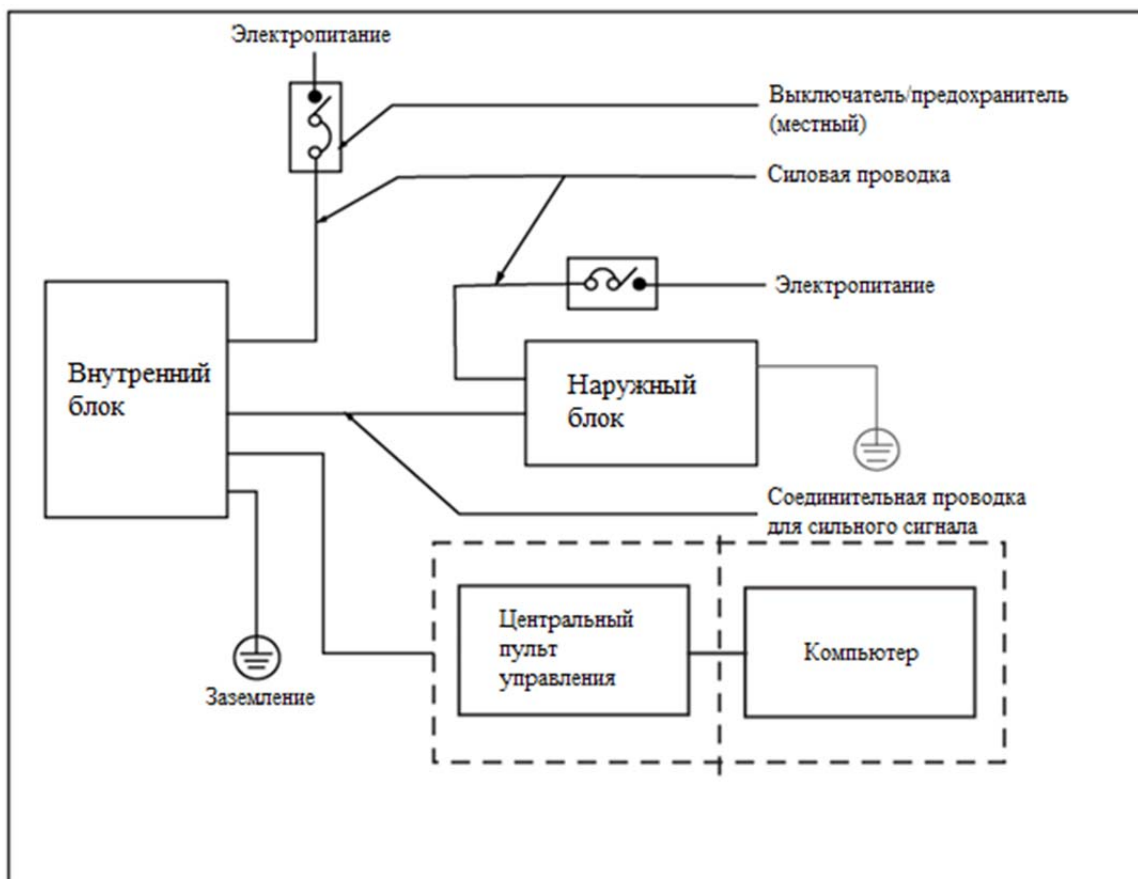 Электропитание
Выключатель/предохранитель
(местный)
Силовая проводка
Электропитание
Внутренний
блок
Наружный
блок
Соединительная проводка
для сильного сигнала
Центральный
пульт
управления
Компьютер
Заземление